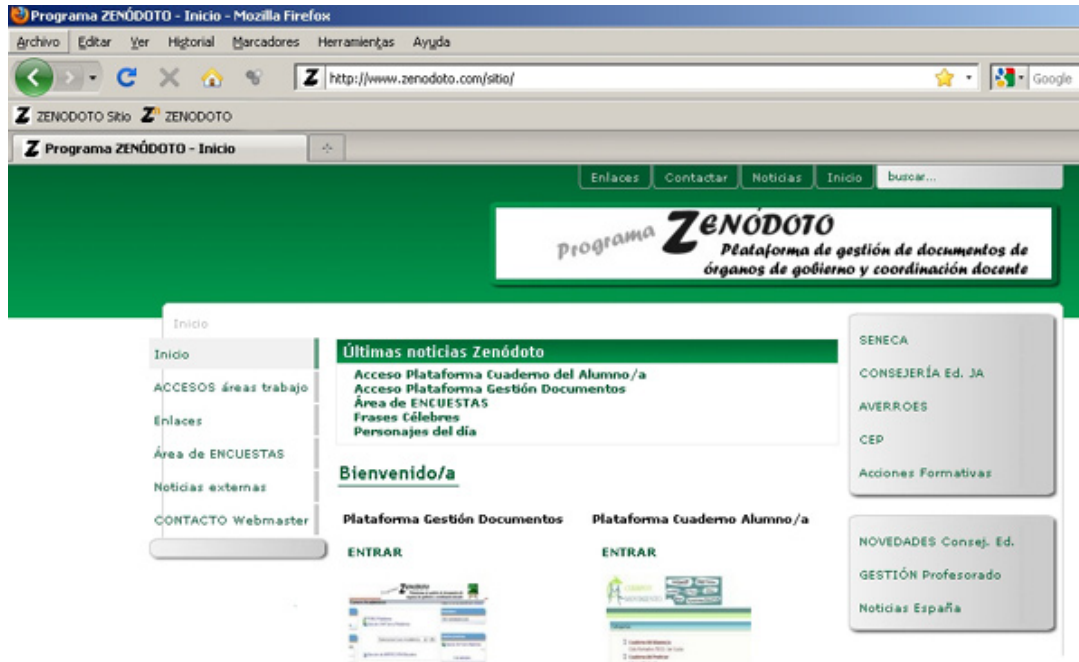 Programa ZENÓDOTO - Inicio - Mozilla Firefox
Archivo Editar Ver Historial Marcadores Herramientas Ayuda
http://www.zenodoto.com/sitio/
Google
ZENODOTO Sitio ZENODOTO
Programa ZENÓDOTO - Inicio
Enlaces Contactar Noticias Inicio buscar...
Programa ZENÓDOTO
Plataforma de gestión de documentos de
órganos de gobierno y coordinación docente
Inicio
Inicio
ACCESOS áreas trabajo
Enlaces
Área de ENCUESTAS
Noticias externas
CONTACTO Webmaster
Últimas noticias Zenódoto
Acceso Plataforma Cuaderno del Alumno/a
Acceso Plataforma Gestión Documentos
Área de ENCUESTAS
Frases Célebres
Personajes del día
Bienvenido/a
Plataforma Gestión Documentos Plataforma Cuaderno Alumno/a
ENTRAR ENTRAR
SENECA
CONSEJERÍA Ed. JA
AVERROES
CEP
Acciones Formativas
NOVEDADES Consej. Ed.
GESTIÓN Profesorado
Noticias España